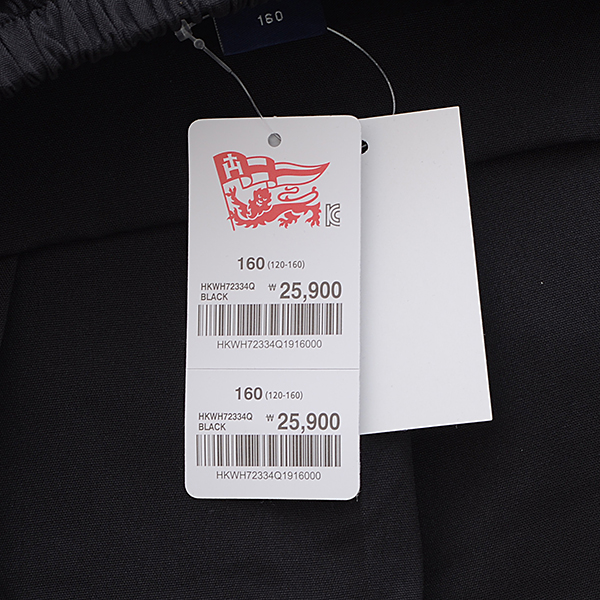 160
H
KC
160 (120-160)
HKWH72334Q ₩ 25,900
BLACK
HKWH72334Q1916000
160 (120-160)
HKWH72334Q ₩ 25,900
BLACK
HKWH72334Q1916000